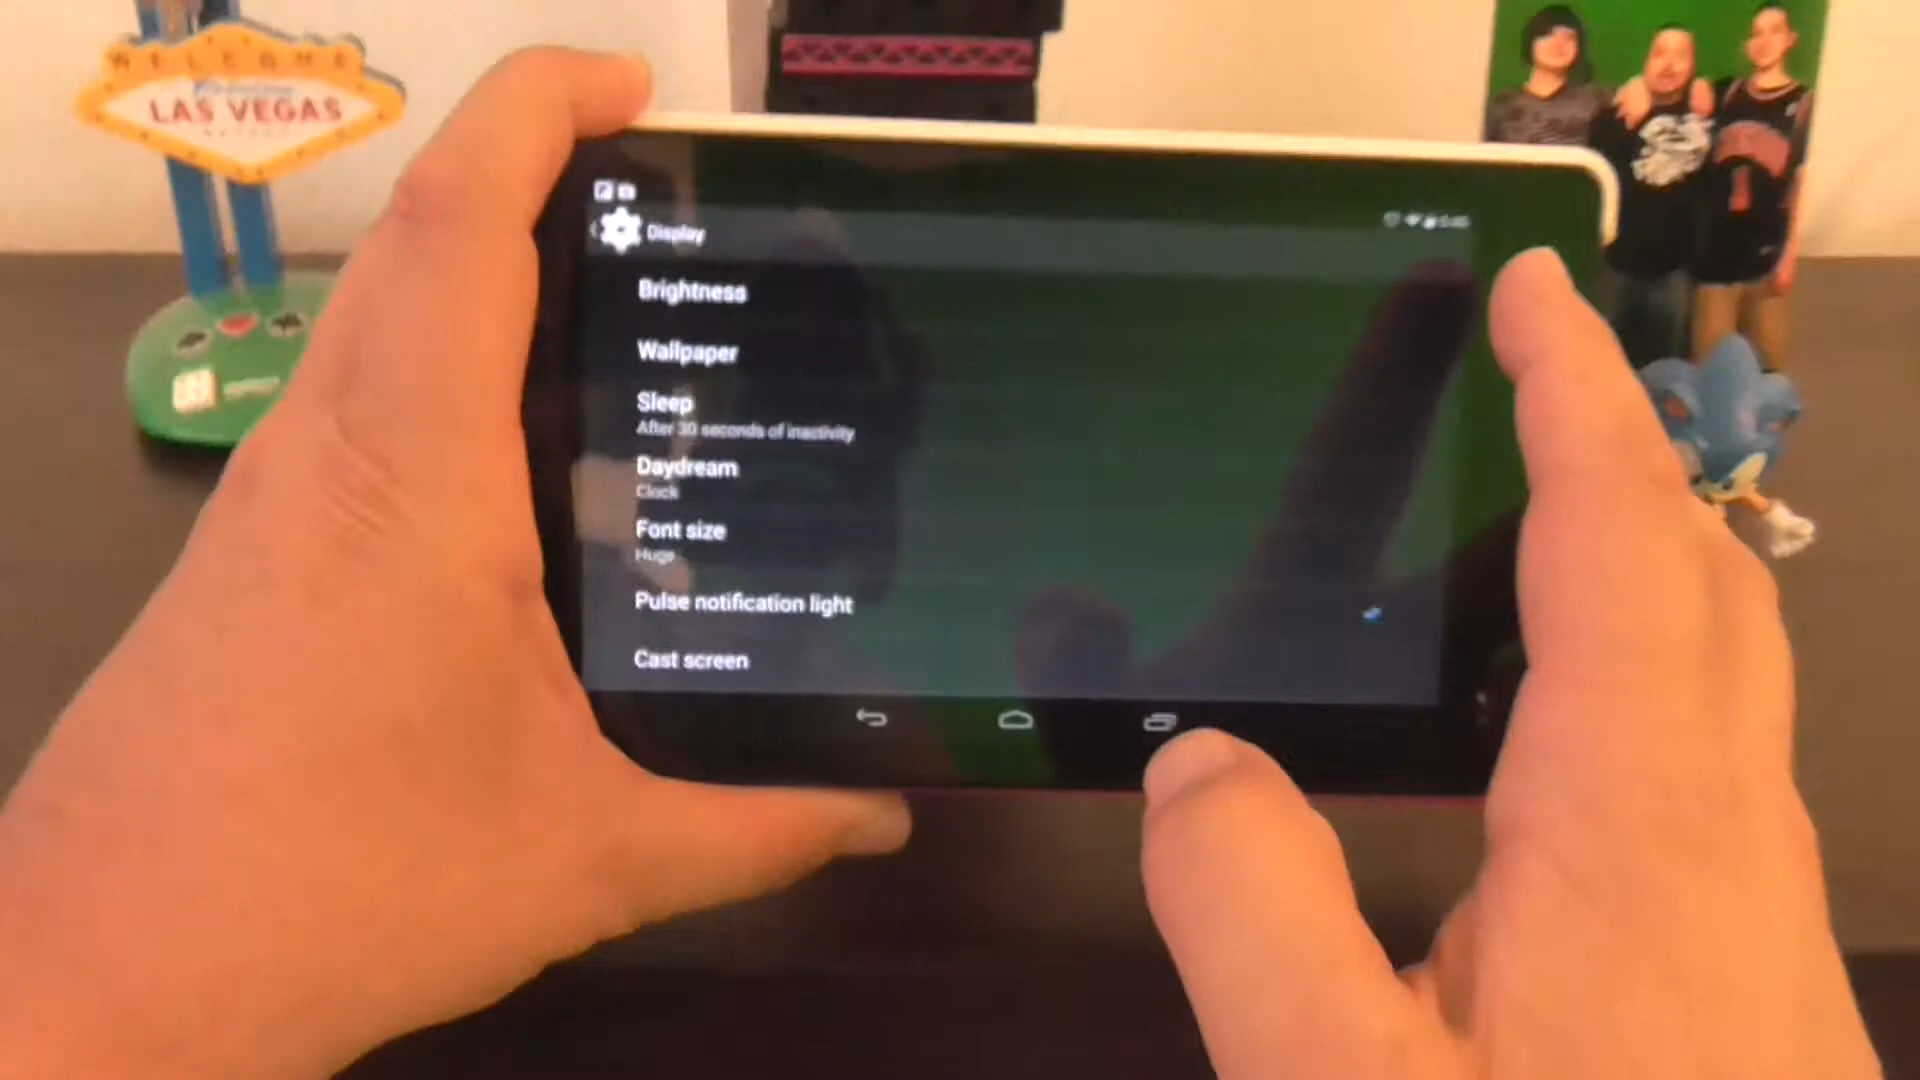 WELCOME
LAS VEGAS
Display
Brightness
Wallpaper
Sleep
After 30 seconds of inactivity
Daydream
Clock
Font size
Huge
Pulse notification light
Cast screen